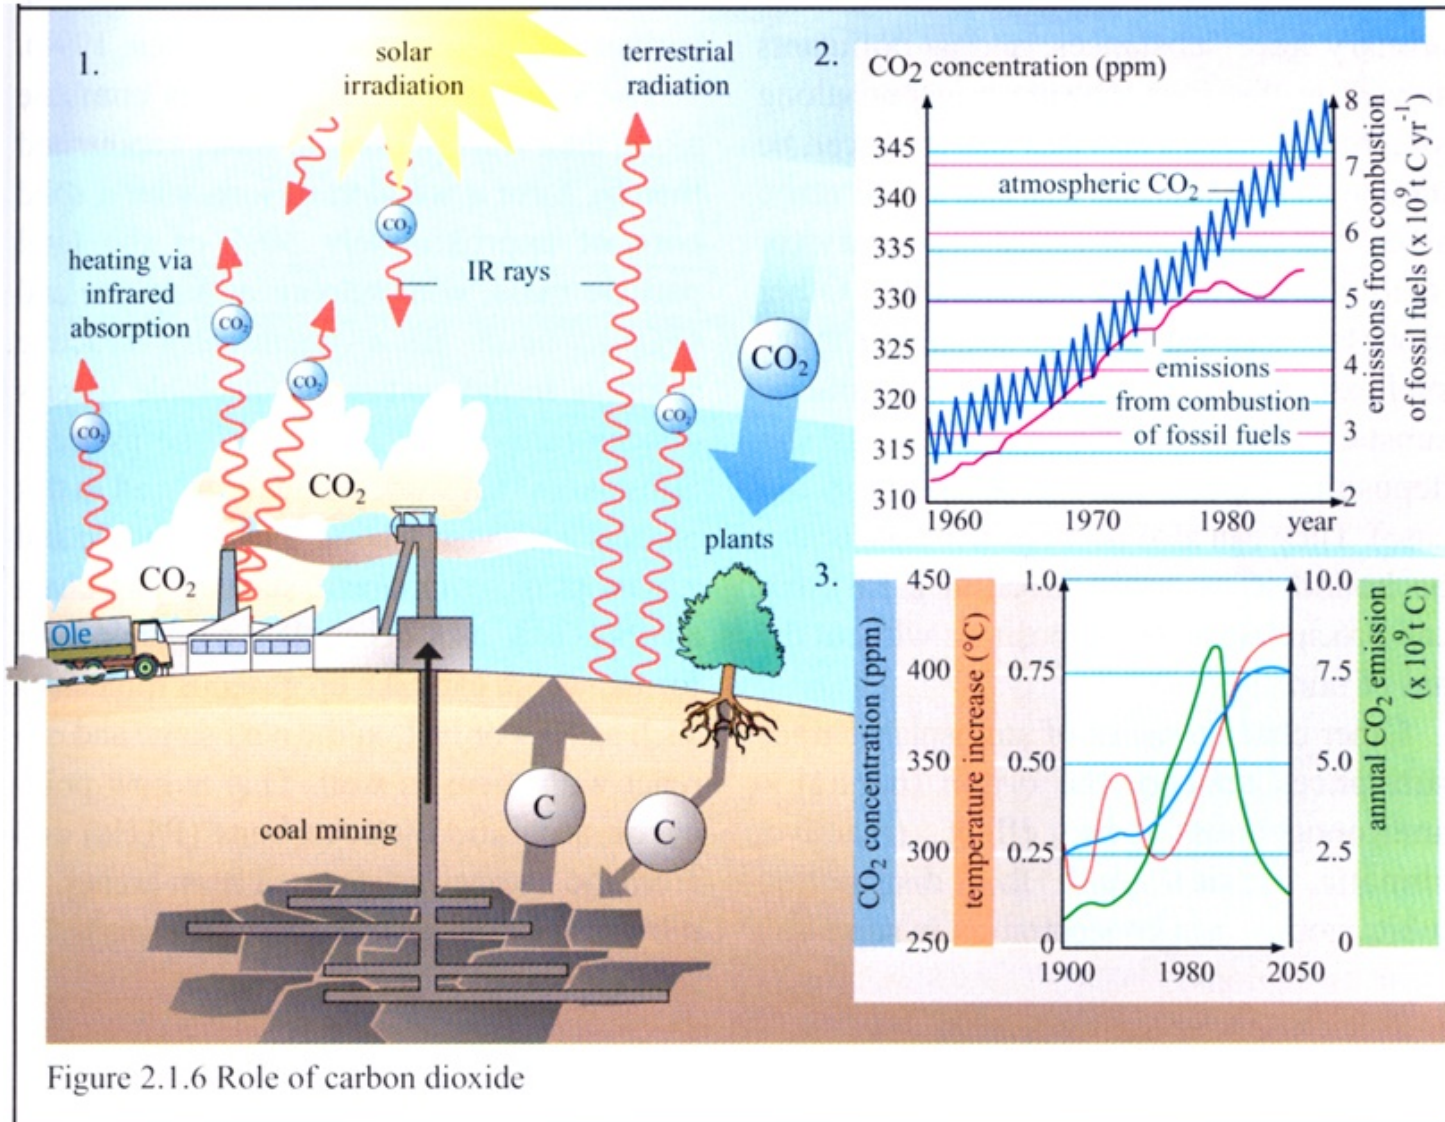 1.
solar
irradiation
terrestrial
radiation
CO₂
heating via
infrared
absorption
CO₂
IR rays
CO₂
CO₂
CO₂
CO₂
CO₂
CO₂
plants
Ole
C
C
coal mining
2.
CO₂ concentration (ppm)
345
340
335
330
325
320
315
310
atmospheric CO₂
emissions
from combustion
of fossil fuels
1960 1970 1980 year
8
7
6
5
4
3
2
emissions from combustion
of fossil fuels (x 10⁹ t C yr⁻¹)
3.
CO₂ concentration (ppm)
450
400
350
300
250
temperature increase (°C)
1.0
0.75
0.50
0.25
0
1900 1980 2050
10.0
7.5
5.0
2.5
0
annual CO₂ emission
(x 10⁹ t C)
Figure 2.1.6 Role of carbon dioxide